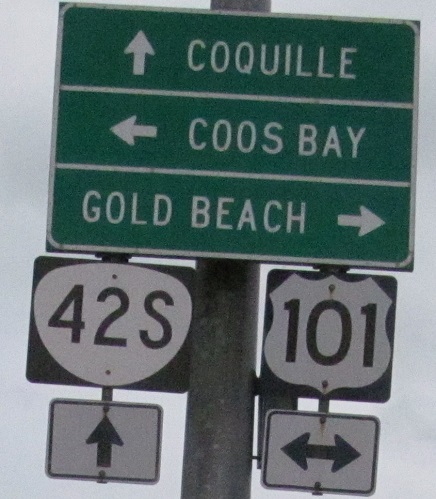 COQUILLE
COOS BAY
GOLD BEACH
42S
101